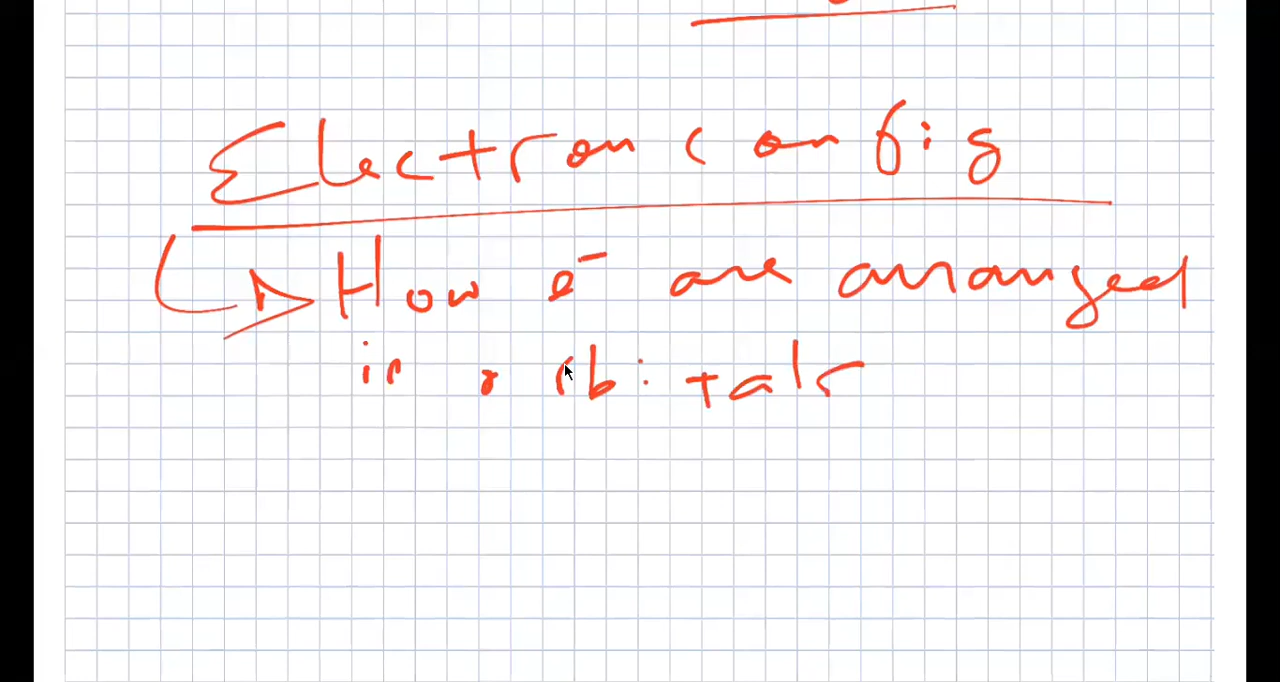 Electron config
How e⁻ are arranged
in orbitals